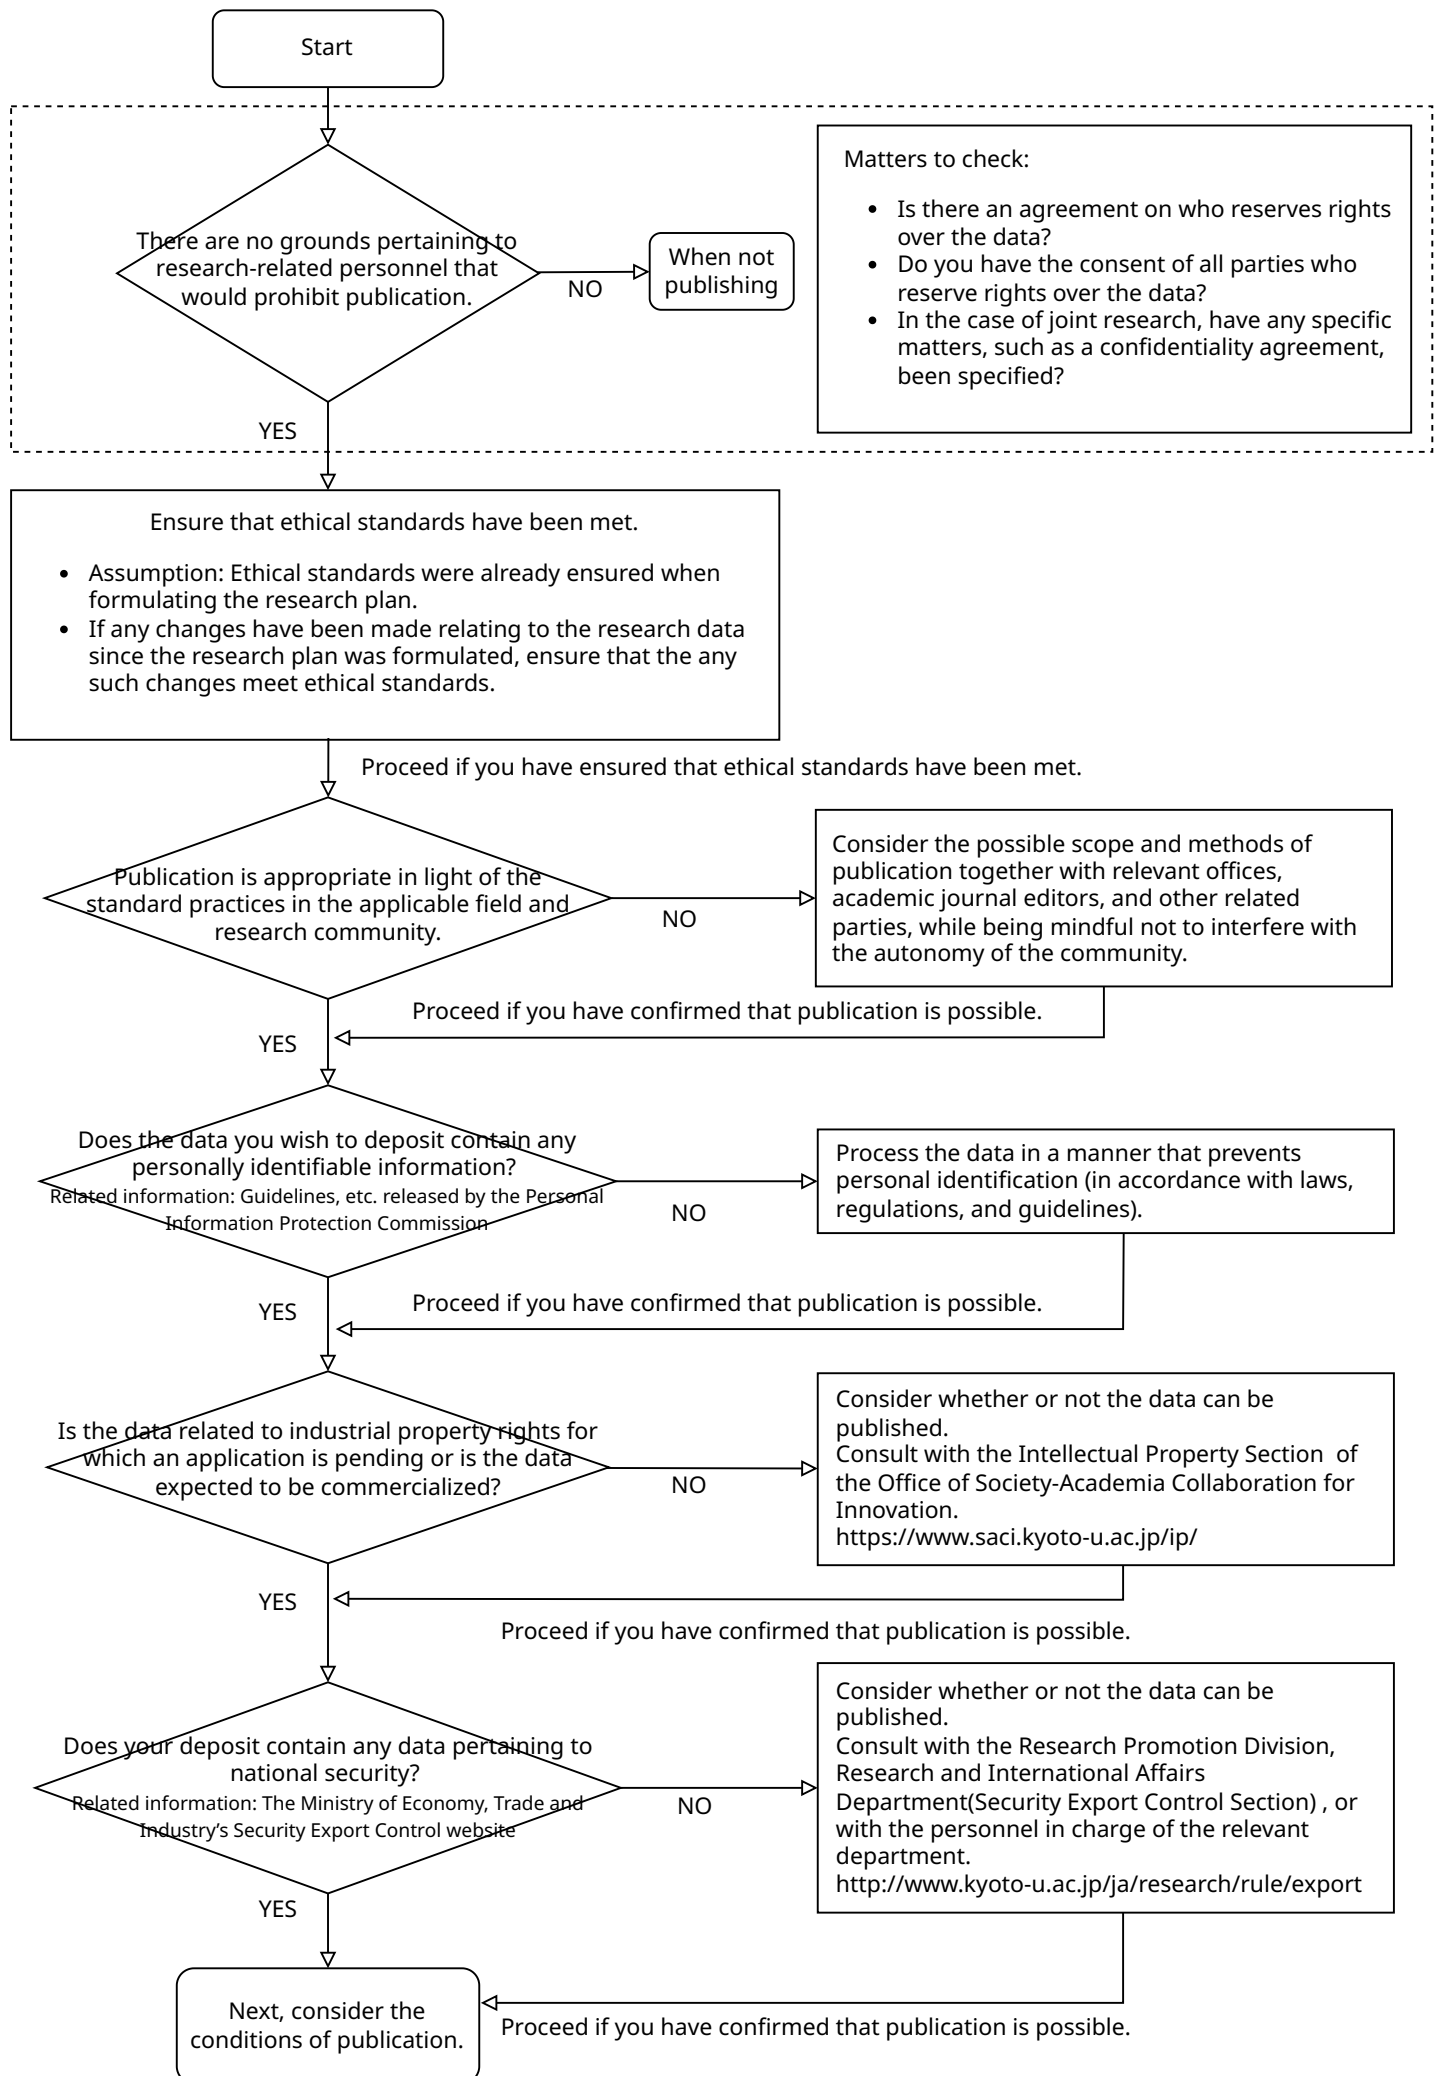 Start
There are no grounds pertaining to
research-related personnel that
would prohibit publication.
NO
When not
publishing
Matters to check:
• Is there an agreement on who reserves rights
over the data?
• Do you have the consent of all parties who
reserve rights over the data?
• In the case of joint research, have any specific
matters, such as a confidentiality agreement,
been specified?
YES
Ensure that ethical standards have been met.
• Assumption: Ethical standards were already ensured when
formulating the research plan.
• If any changes have been made relating to the research data
since the research plan was formulated, ensure that the any
such changes meet ethical standards.
Proceed if you have ensured that ethical standards have been met.
Publication is appropriate in light of the
standard practices in the applicable field and
research community.
NO
Consider the possible scope and methods of
publication together with relevant offices,
academic journal editors, and other related
parties, while being mindful not to interfere with
the autonomy of the community.
Proceed if you have confirmed that publication is possible.
YES
Does the data you wish to deposit contain any
personally identifiable information?
Related information: Guidelines, etc. released by the Personal
Information Protection Commission
NO
Process the data in a manner that prevents
personal identification (in accordance with laws,
regulations, and guidelines).
Proceed if you have confirmed that publication is possible.
YES
Is the data related to industrial property rights for
which an application is pending or is the data
expected to be commercialized?
NO
Consider whether or not the data can be
published.
Consult with the Intellectual Property Section  of
the Office of Society-Academia Collaboration for
Innovation.
https://www.saci.kyoto-u.ac.jp/ip/
YES
Proceed if you have confirmed that publication is possible.
Does your deposit contain any data pertaining to
national security?
Related information: The Ministry of Economy, Trade and
Industry’s Security Export Control website
NO
Consider whether or not the data can be
published.
Consult with the Research Promotion Division,
Research and International Affairs
Department(Security Export Control Section) , or
with the personnel in charge of the relevant
department.
http://www.kyoto-u.ac.jp/ja/research/rule/export
YES
Next, consider the
conditions of publication.
Proceed if you have confirmed that publication is possible.